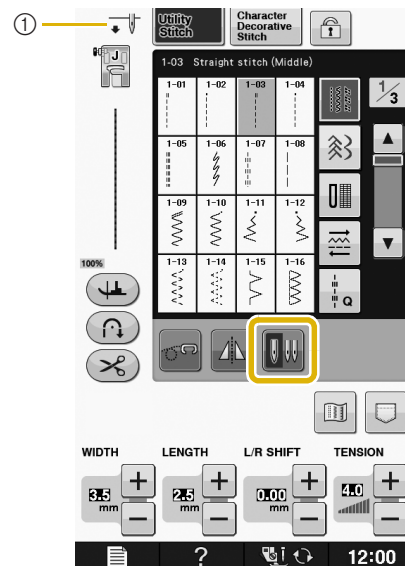 ①
Utility Stitch
Character Decorative Stitch
J
1-03 Straight stitch (Middle)
1-01 1-02 1-03 1-04
1/3
1-05 1-06 1-07 1-08
1-09 1-10 1-11 1-12
1-13 1-14 1-15 1-16
100%
Q
WIDTH LENGTH L/R SHIFT TENSION
3.5 mm 2.5 mm 0.00 mm 4.0
+ + + +
– – – –
? 12:00